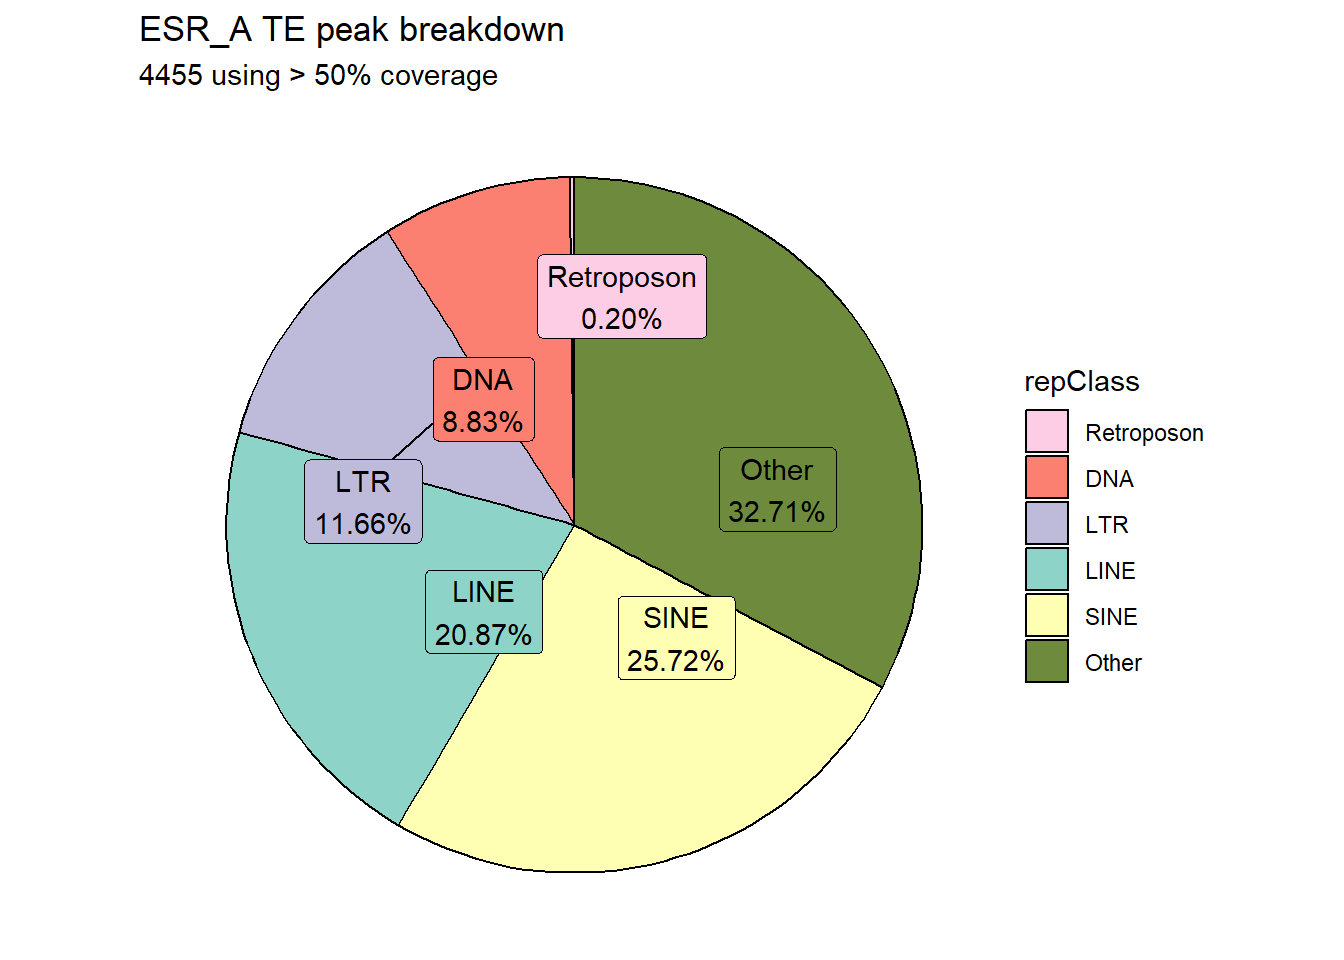 ESR_A TE peak breakdown
4455 using > 50% coverage
Retroposon
0.20%
DNA
8.83%
Other
32.71%
LTR
11.66%
LINE
20.87%
SINE
25.72%
repClass
Retroposon
DNA
LTR
LINE
SINE
Other